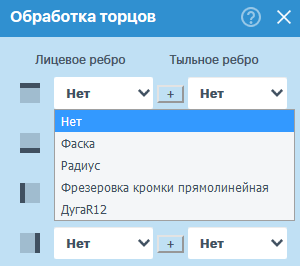 Обработка торцов
Лицевое ребро Тыльное ребро
Нет + Нет
Нет
Фаска
Радиус
Фрезеровка кромки прямолинейная
ДугаR12
Нет + Нет